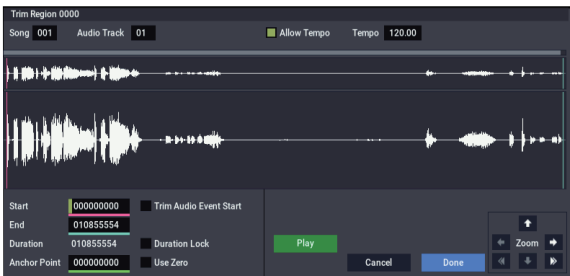 Trim Region 0000
Song 001 Audio Track 01 Allow Tempo Tempo 120.00
Start 000000000 Trim Audio Event Start
End 010855554
Duration 010855554 Duration Lock Play Zoom
Anchor Point 000000000 Use Zero Cancel Done